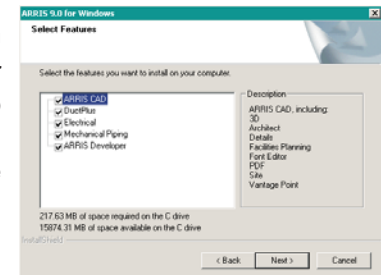 ARRIS 9.0 for Windows
Select Features
Select the features you want to install on your computer.
ARRIS CAD
DuctPlus
Electrical
Mechanical Piping
ARRIS Developer
Description
ARRIS CAD, including:
3D
Architect
Details
Facilities Planning
Font Editor
PDF
Site
Vantage Point
217.63 MB of space required on the C drive
15874.31 MB of space available on the C drive
InstallShield
< Back
Next >
Cancel